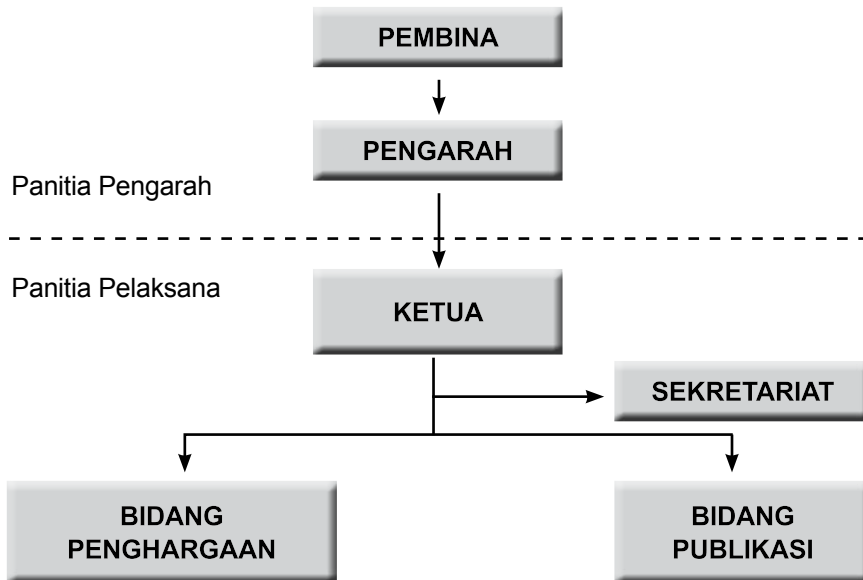 PEMBINA
PENGARAH
Panitia Pengarah
Panitia Pelaksana
KETUA
SEKRETARIAT
BIDANG
PENGHARGAAN
BIDANG
PUBLIKASI